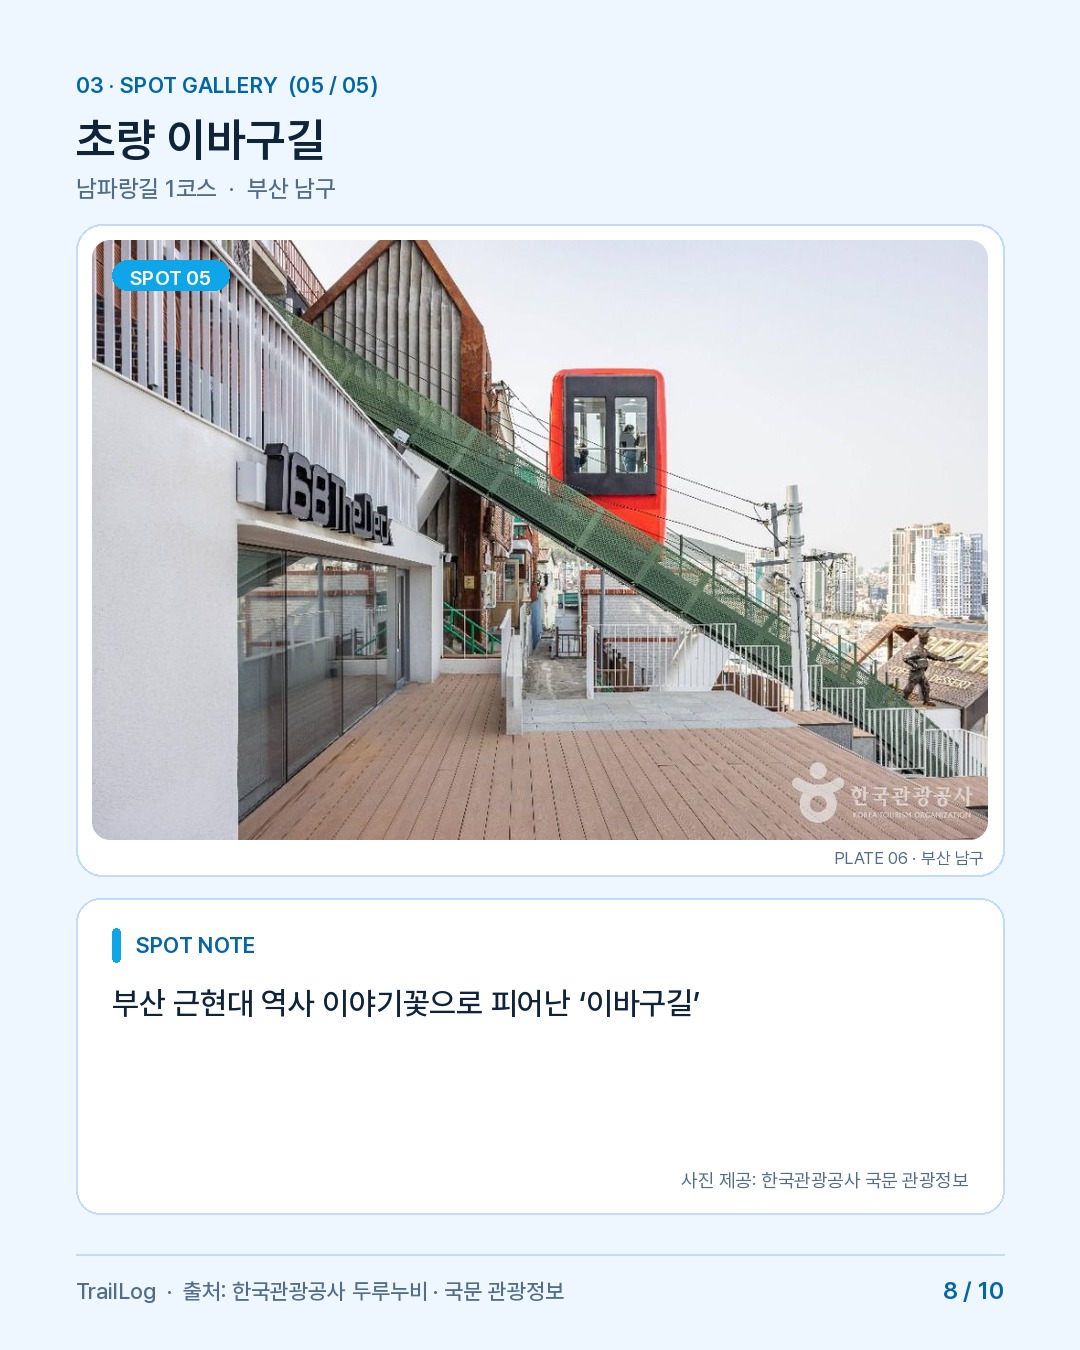 03 · SPOT GALLERY (05 / 05)
초량 이바구길
남파랑길 1코스 · 부산 남구
SPOT 05
168TheDeck
DESSERT
한국관광공사
KOREA TOURISM ORGANIZATION
PLATE 06 · 부산 남구
SPOT NOTE
부산 근현대 역사 이야기꽃으로 피어난 ‘이바구길’
사진 제공: 한국관광공사 국문 관광정보
TrailLog · 출처: 한국관광공사 두루누비 · 국문 관광정보
8 / 10